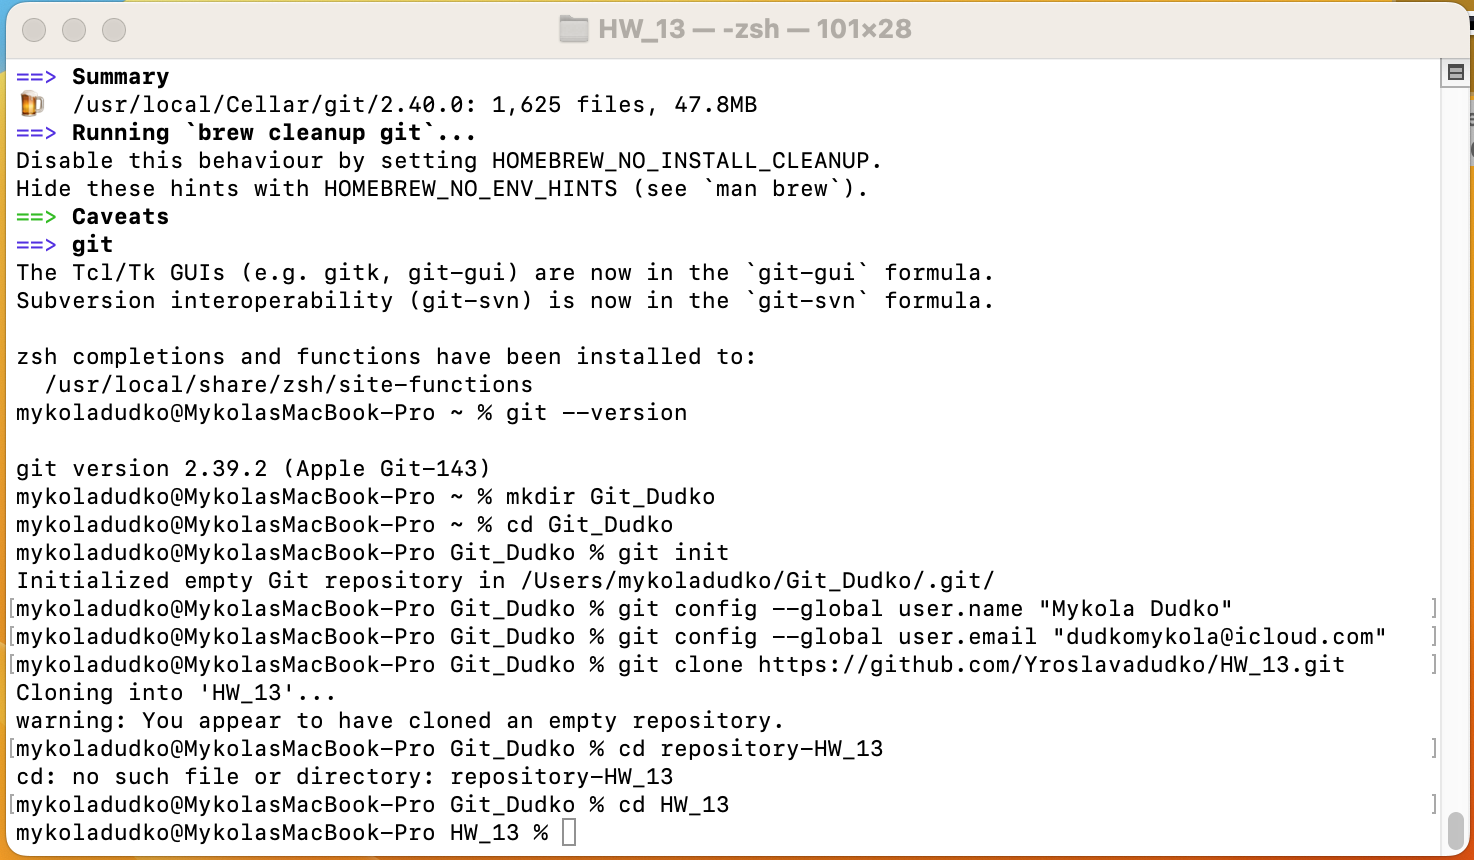 HW_13 — -zsh — 101×28
==> Summary
🍺  /usr/local/Cellar/git/2.40.0: 1,625 files, 47.8MB
==> Running `brew cleanup git`...
Disable this behaviour by setting HOMEBREW_NO_INSTALL_CLEANUP.
Hide these hints with HOMEBREW_NO_ENV_HINTS (see `man brew`).
==> Caveats
==> git
The Tcl/Tk GUIs (e.g. gitk, git-gui) are now in the `git-gui` formula.
Subversion interoperability (git-svn) is now in the `git-svn` formula.
zsh completions and functions have been installed to:
  /usr/local/share/zsh/site-functions
mykoladudko@MykolasMacBook-Pro ~ % git --version
git version 2.39.2 (Apple Git-143)
mykoladudko@MykolasMacBook-Pro ~ % mkdir Git_Dudko
mykoladudko@MykolasMacBook-Pro ~ % cd Git_Dudko
mykoladudko@MykolasMacBook-Pro Git_Dudko % git init
Initialized empty Git repository in /Users/mykoladudko/Git_Dudko/.git/
[mykoladudko@MykolasMacBook-Pro Git_Dudko % git config --global user.name "Mykola Dudko" ]
[mykoladudko@MykolasMacBook-Pro Git_Dudko % git config --global user.email "dudkomykola@icloud.com" ]
[mykoladudko@MykolasMacBook-Pro Git_Dudko % git clone https://github.com/Yroslavadudko/HW_13.git ]
Cloning into 'HW_13'...
warning: You appear to have cloned an empty repository.
[mykoladudko@MykolasMacBook-Pro Git_Dudko % cd repository-HW_13 ]
cd: no such file or directory: repository-HW_13
[mykoladudko@MykolasMacBook-Pro Git_Dudko % cd HW_13 ]
mykoladudko@MykolasMacBook-Pro HW_13 %